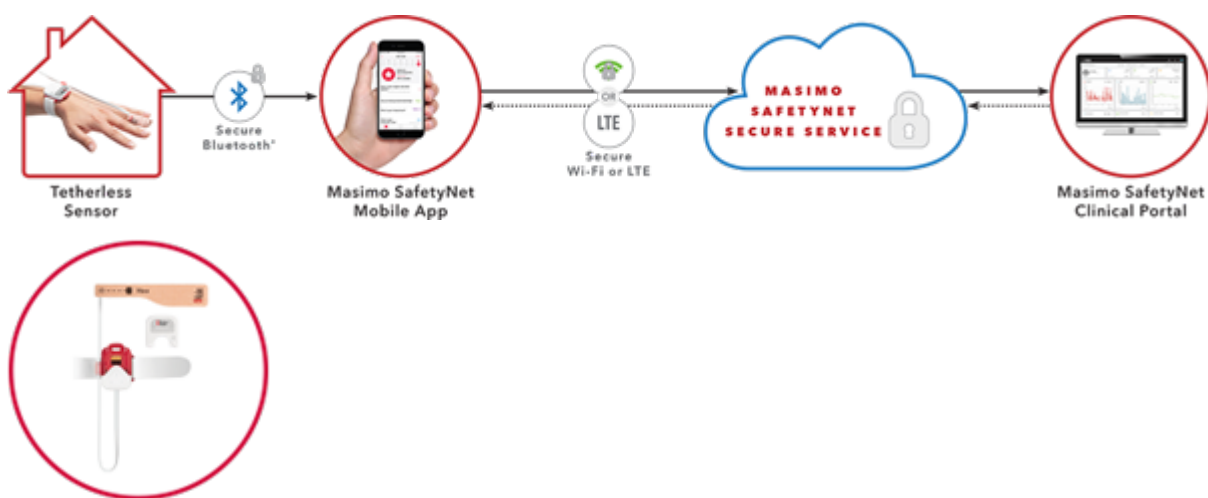 Secure
Bluetooth®
OR
LTE
Secure
Wi-Fi or LTE
MASIMO
SAFETYNET
SECURE SERVICE
Tetherless
Sensor
Masimo SafetyNet
Mobile App
Masimo SafetyNet
Clinical Portal